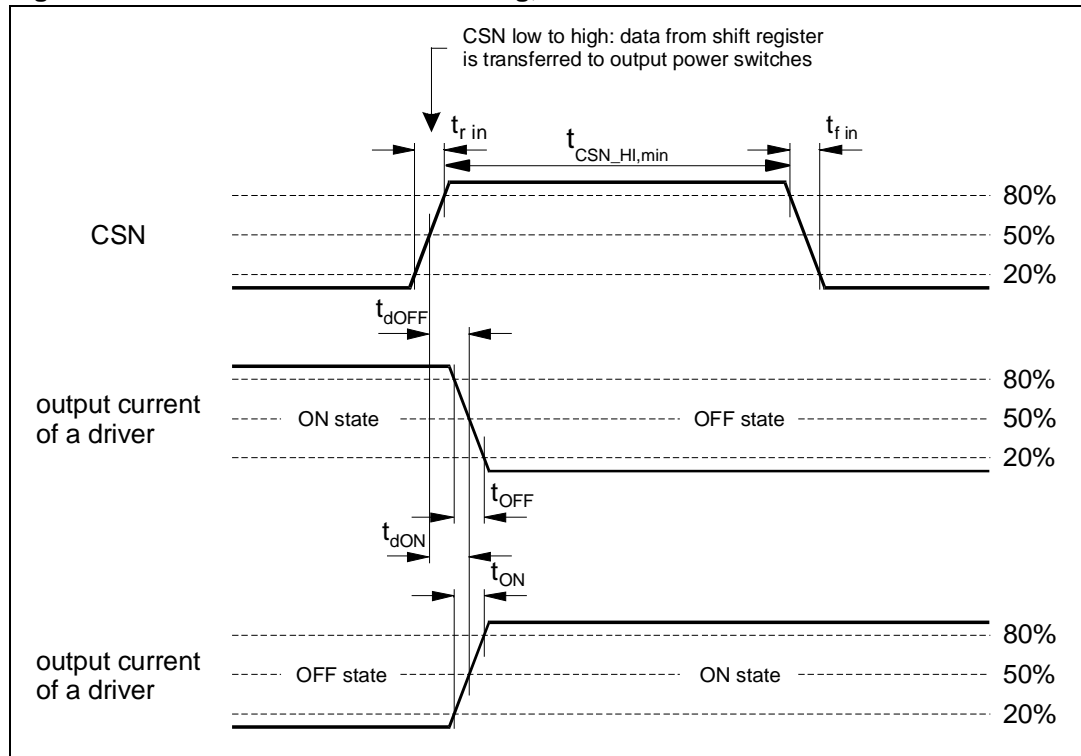 CSN low to high: data from shift register
is transferred to output power switches
t_r in
t_CSN_HI,min
t_f in
80%
CSN
50%
20%
t_dOFF
80%
output current
of a driver
ON state
OFF state
50%
20%
t_OFF
t_dON
t_ON
80%
output current
of a driver
OFF state
ON state
50%
20%